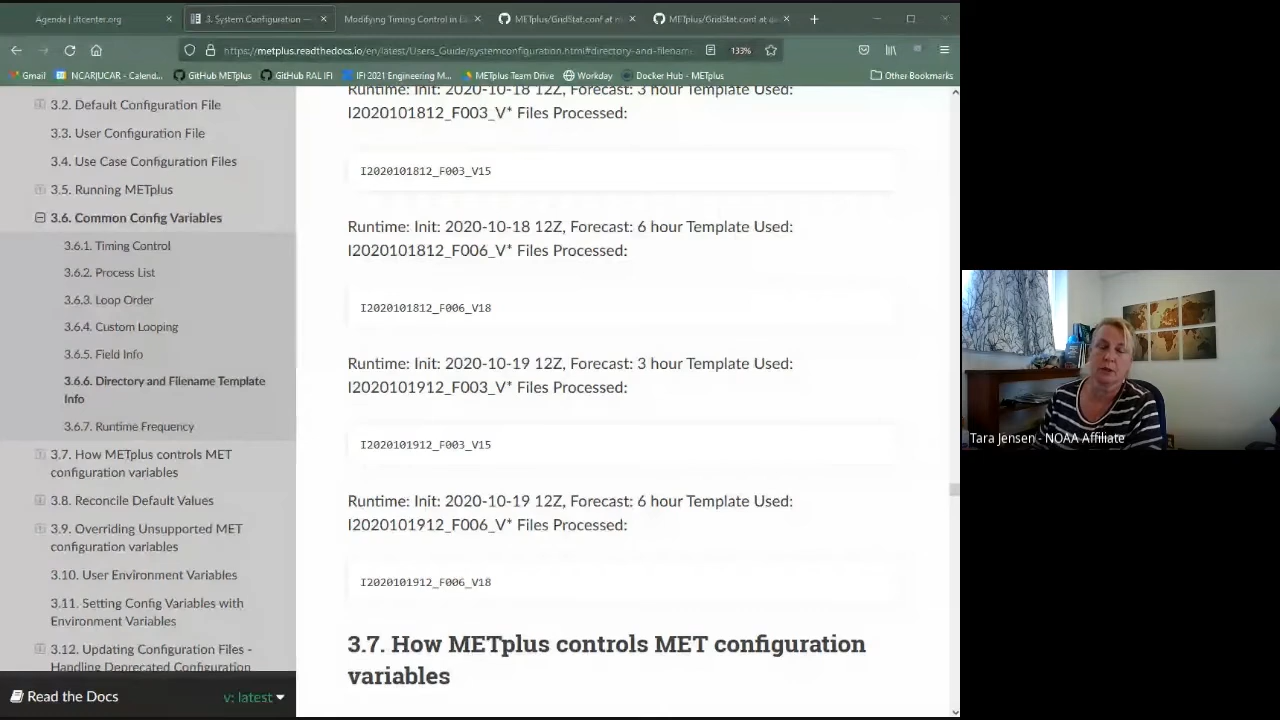 Agenda | dtcenter.org
3. System Configuration —
Modifying Timing Control in
METplus/GridStat.conf at
METplus/GridStat.conf at
https://metplus.readthedocs.io/en/latest/Users_Guide/systemconfiguration.html#directory-and-filename
133%
Gmail
NCAR|UCAR - Calend...
GitHub METplus
GitHub RAL IFI
IFI 2021 Engineering M...
METplus Team Drive
Workday
Docker Hub - METplus
Other Bookmarks
3.2. Default Configuration File
3.3. User Configuration File
3.4. Use Case Configuration Files
3.5. Running METplus
3.6. Common Config Variables
3.6.1. Timing Control
3.6.2. Process List
3.6.3. Loop Order
3.6.4. Custom Looping
3.6.5. Field Info
3.6.6. Directory and Filename Template
Info
3.6.7. Runtime Frequency
3.7. How METplus controls MET
configuration variables
3.8. Reconcile Default Values
3.9. Overriding Unsupported MET
configuration variables
3.10. User Environment Variables
3.11. Setting Config Variables with
Environment Variables
3.12. Updating Configuration Files -
Handling Deprecated Configuration
Read the Docs
v: latest
Runtime: Init: 2020-10-18 12Z, Forecast: 3 hour Template Used:
I2020101812_F003_V* Files Processed:
I2020101812_F003_V15
Runtime: Init: 2020-10-18 12Z, Forecast: 6 hour Template Used:
I2020101812_F006_V* Files Processed:
I2020101812_F006_V18
Runtime: Init: 2020-10-19 12Z, Forecast: 3 hour Template Used:
I2020101912_F003_V* Files Processed:
I2020101912_F003_V15
Runtime: Init: 2020-10-19 12Z, Forecast: 6 hour Template Used:
I2020101912_F006_V* Files Processed:
I2020101912_F006_V18
3.7. How METplus controls MET configuration
variables
Tara Jensen - NOAA Affiliate